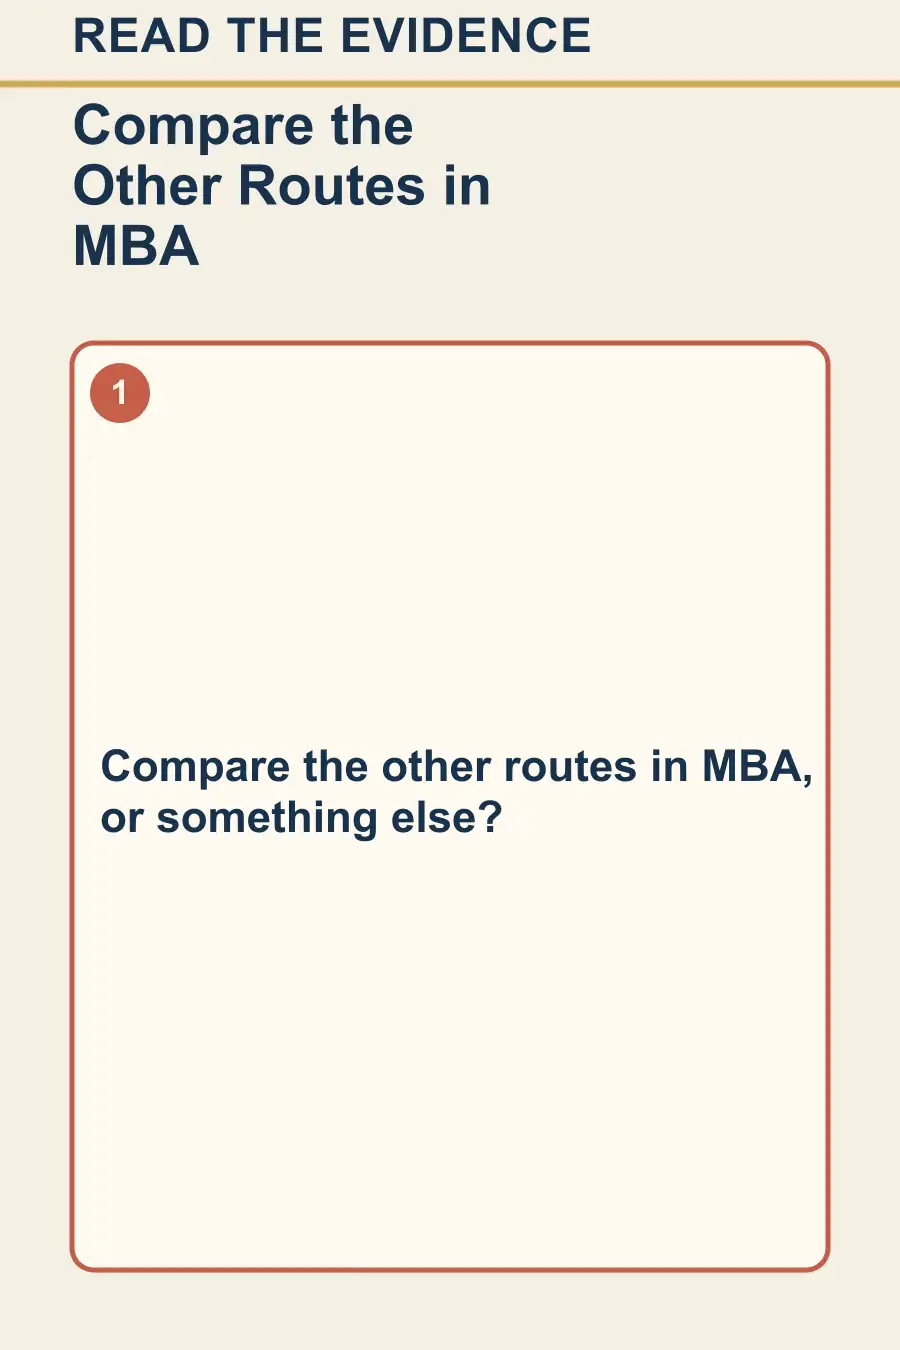 READ THE EVIDENCE
Compare the
Other Routes in
MBA
1
Compare the other routes in MBA,
or something else?